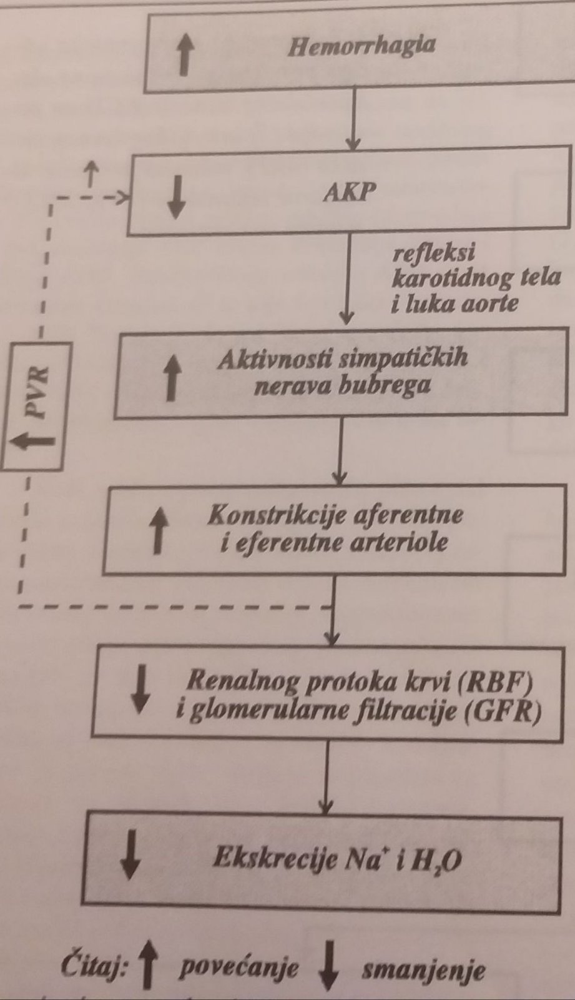 ↑ Hemorrhagia
↑
↓ AKP
refleksi
karotidnog tela
i luka aorte
↑ Aktivnosti simpatičkih
nerava bubrega
↑ PVR
↑ Konstrikcije aferentne
i eferentne arteriole
↓ Renalnog protoka krvi (RBF)
i glomerularne filtracije (GFR)
↓ Ekskrecije Na⁺ i H₂O
Čitaj: ↑ povećanje ↓ smanjenje